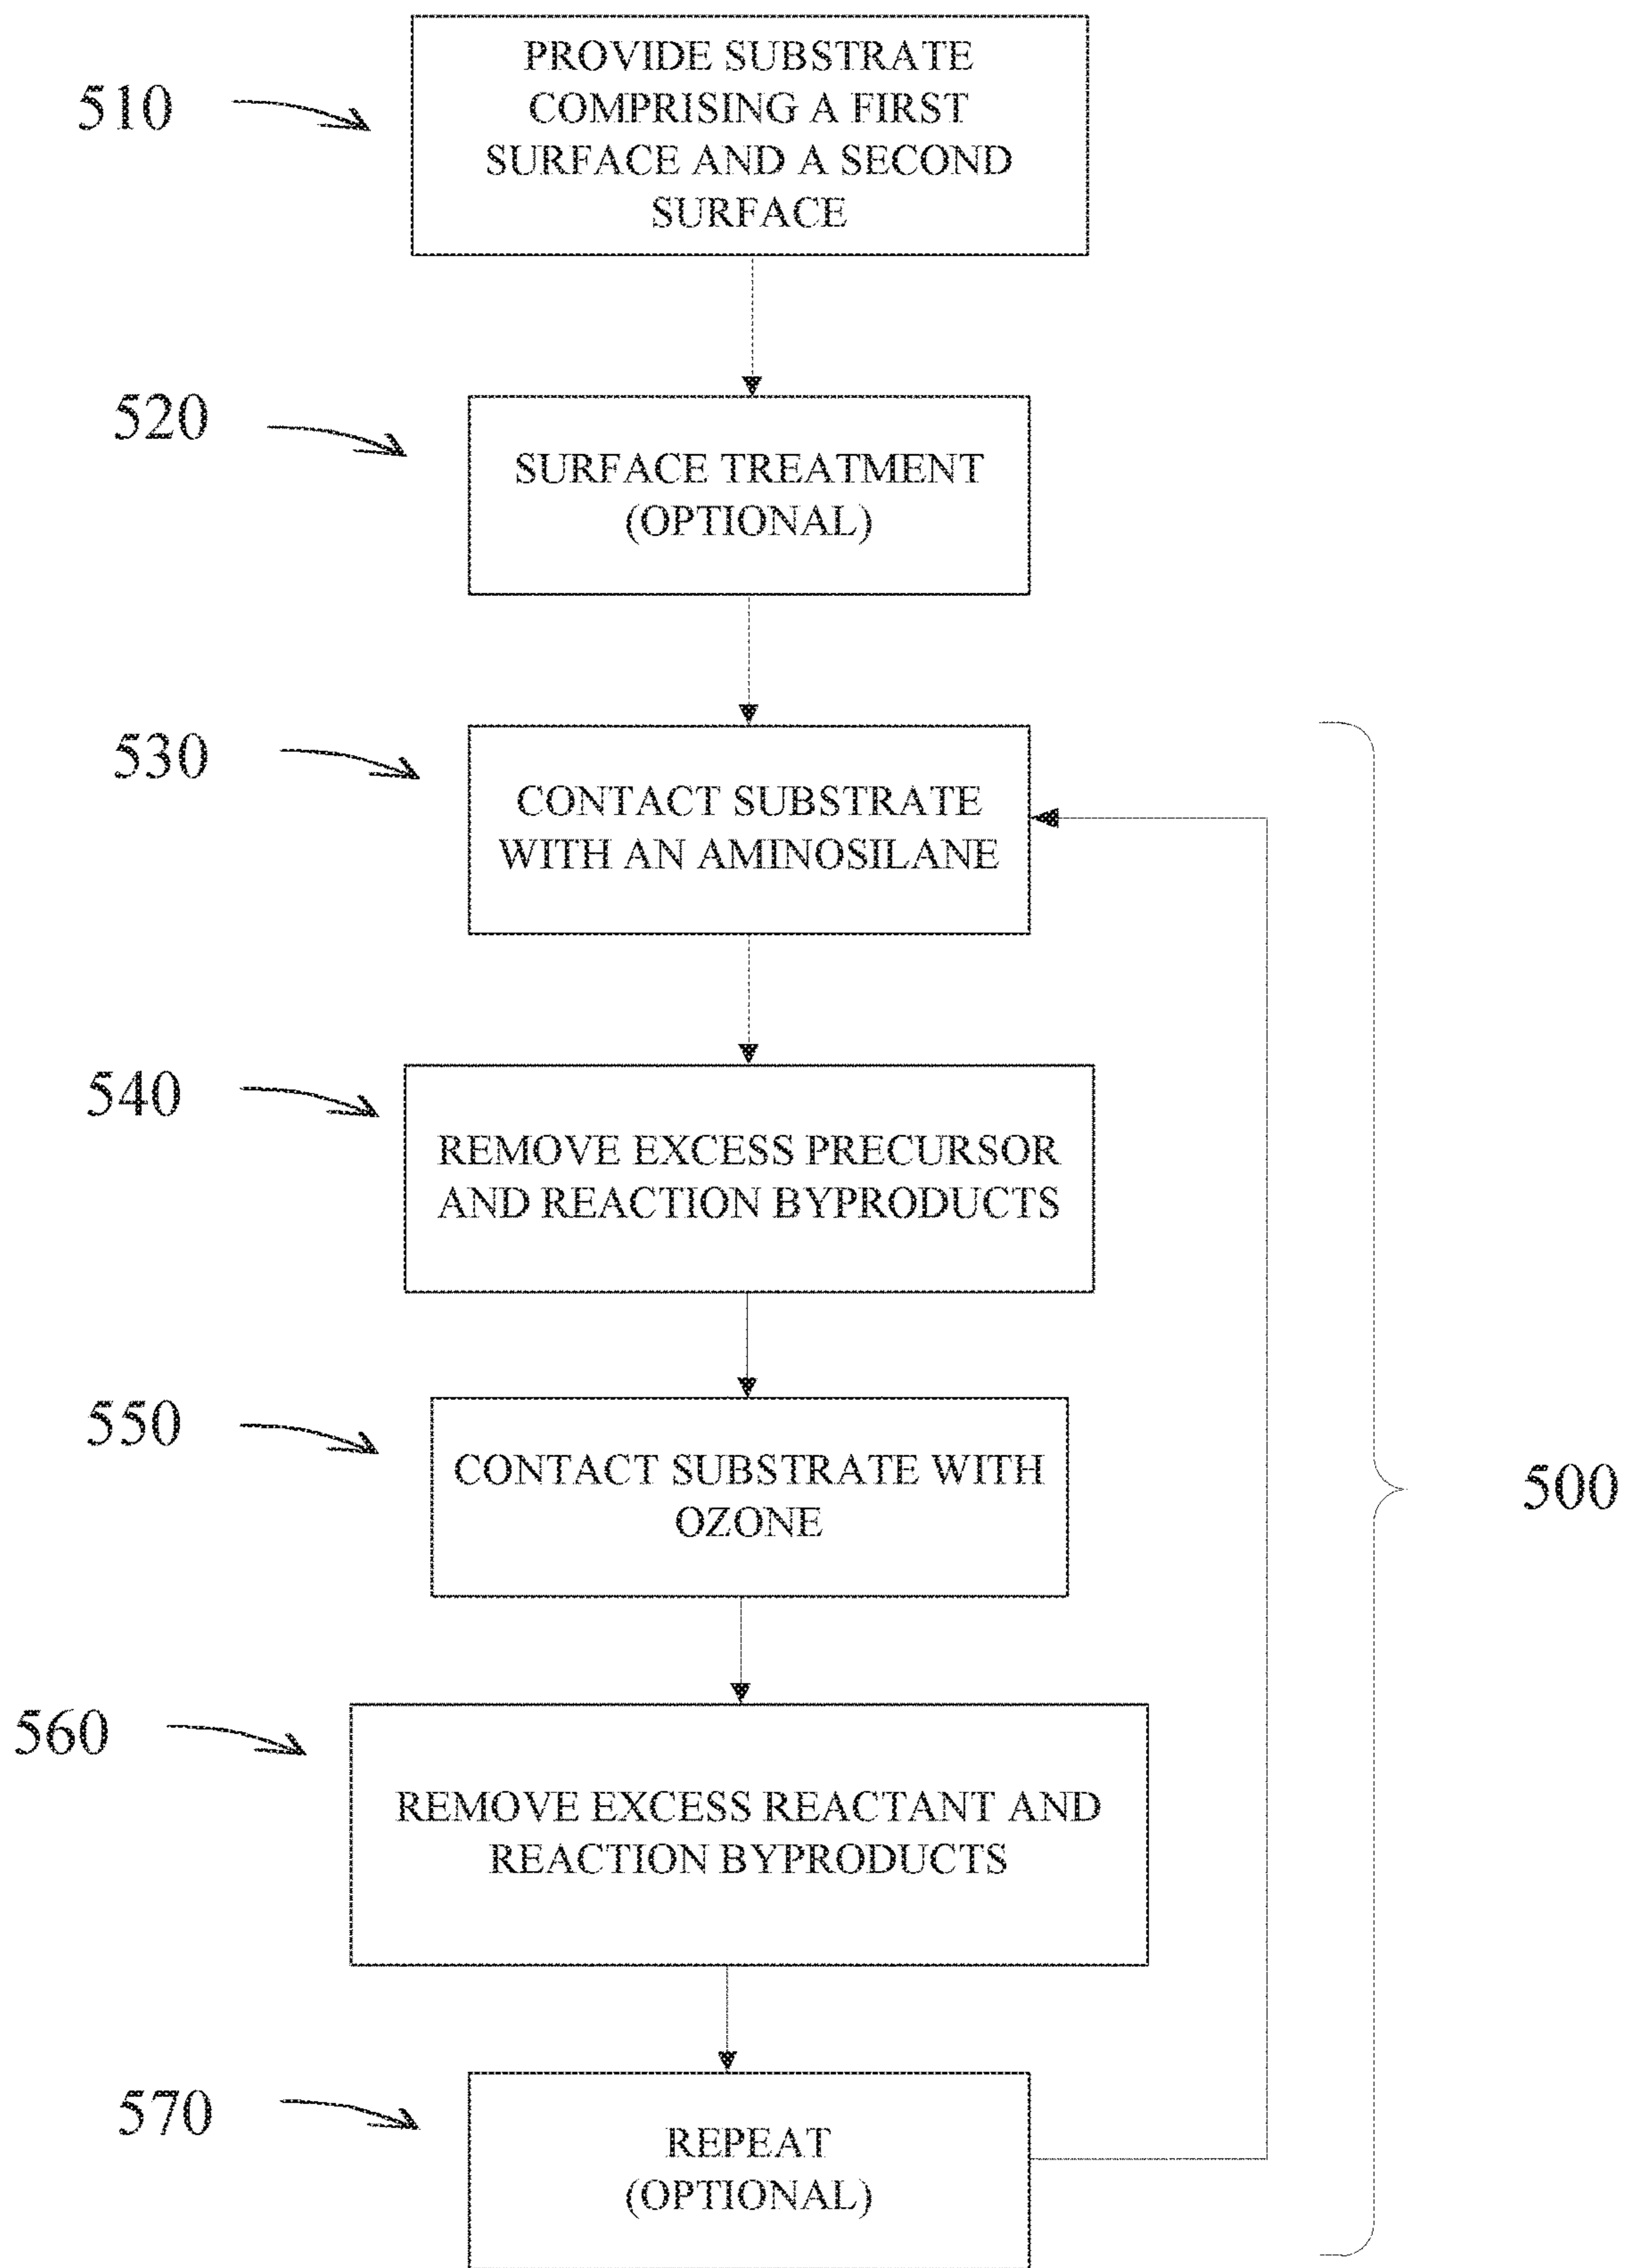 510
PROVIDE SUBSTRATE
COMPRISING A FIRST
SURFACE AND A SECOND
SURFACE
520
SURFACE TREATMENT
(OPTIONAL)
530
CONTACT SUBSTRATE
WITH AN AMINOSILANE
540
REMOVE EXCESS PRECURSOR
AND REACTION BYPRODUCTS
550
CONTACT SUBSTRATE WITH
OZONE
500
560
REMOVE EXCESS REACTANT AND
REACTION BYPRODUCTS
570
REPEAT
(OPTIONAL)